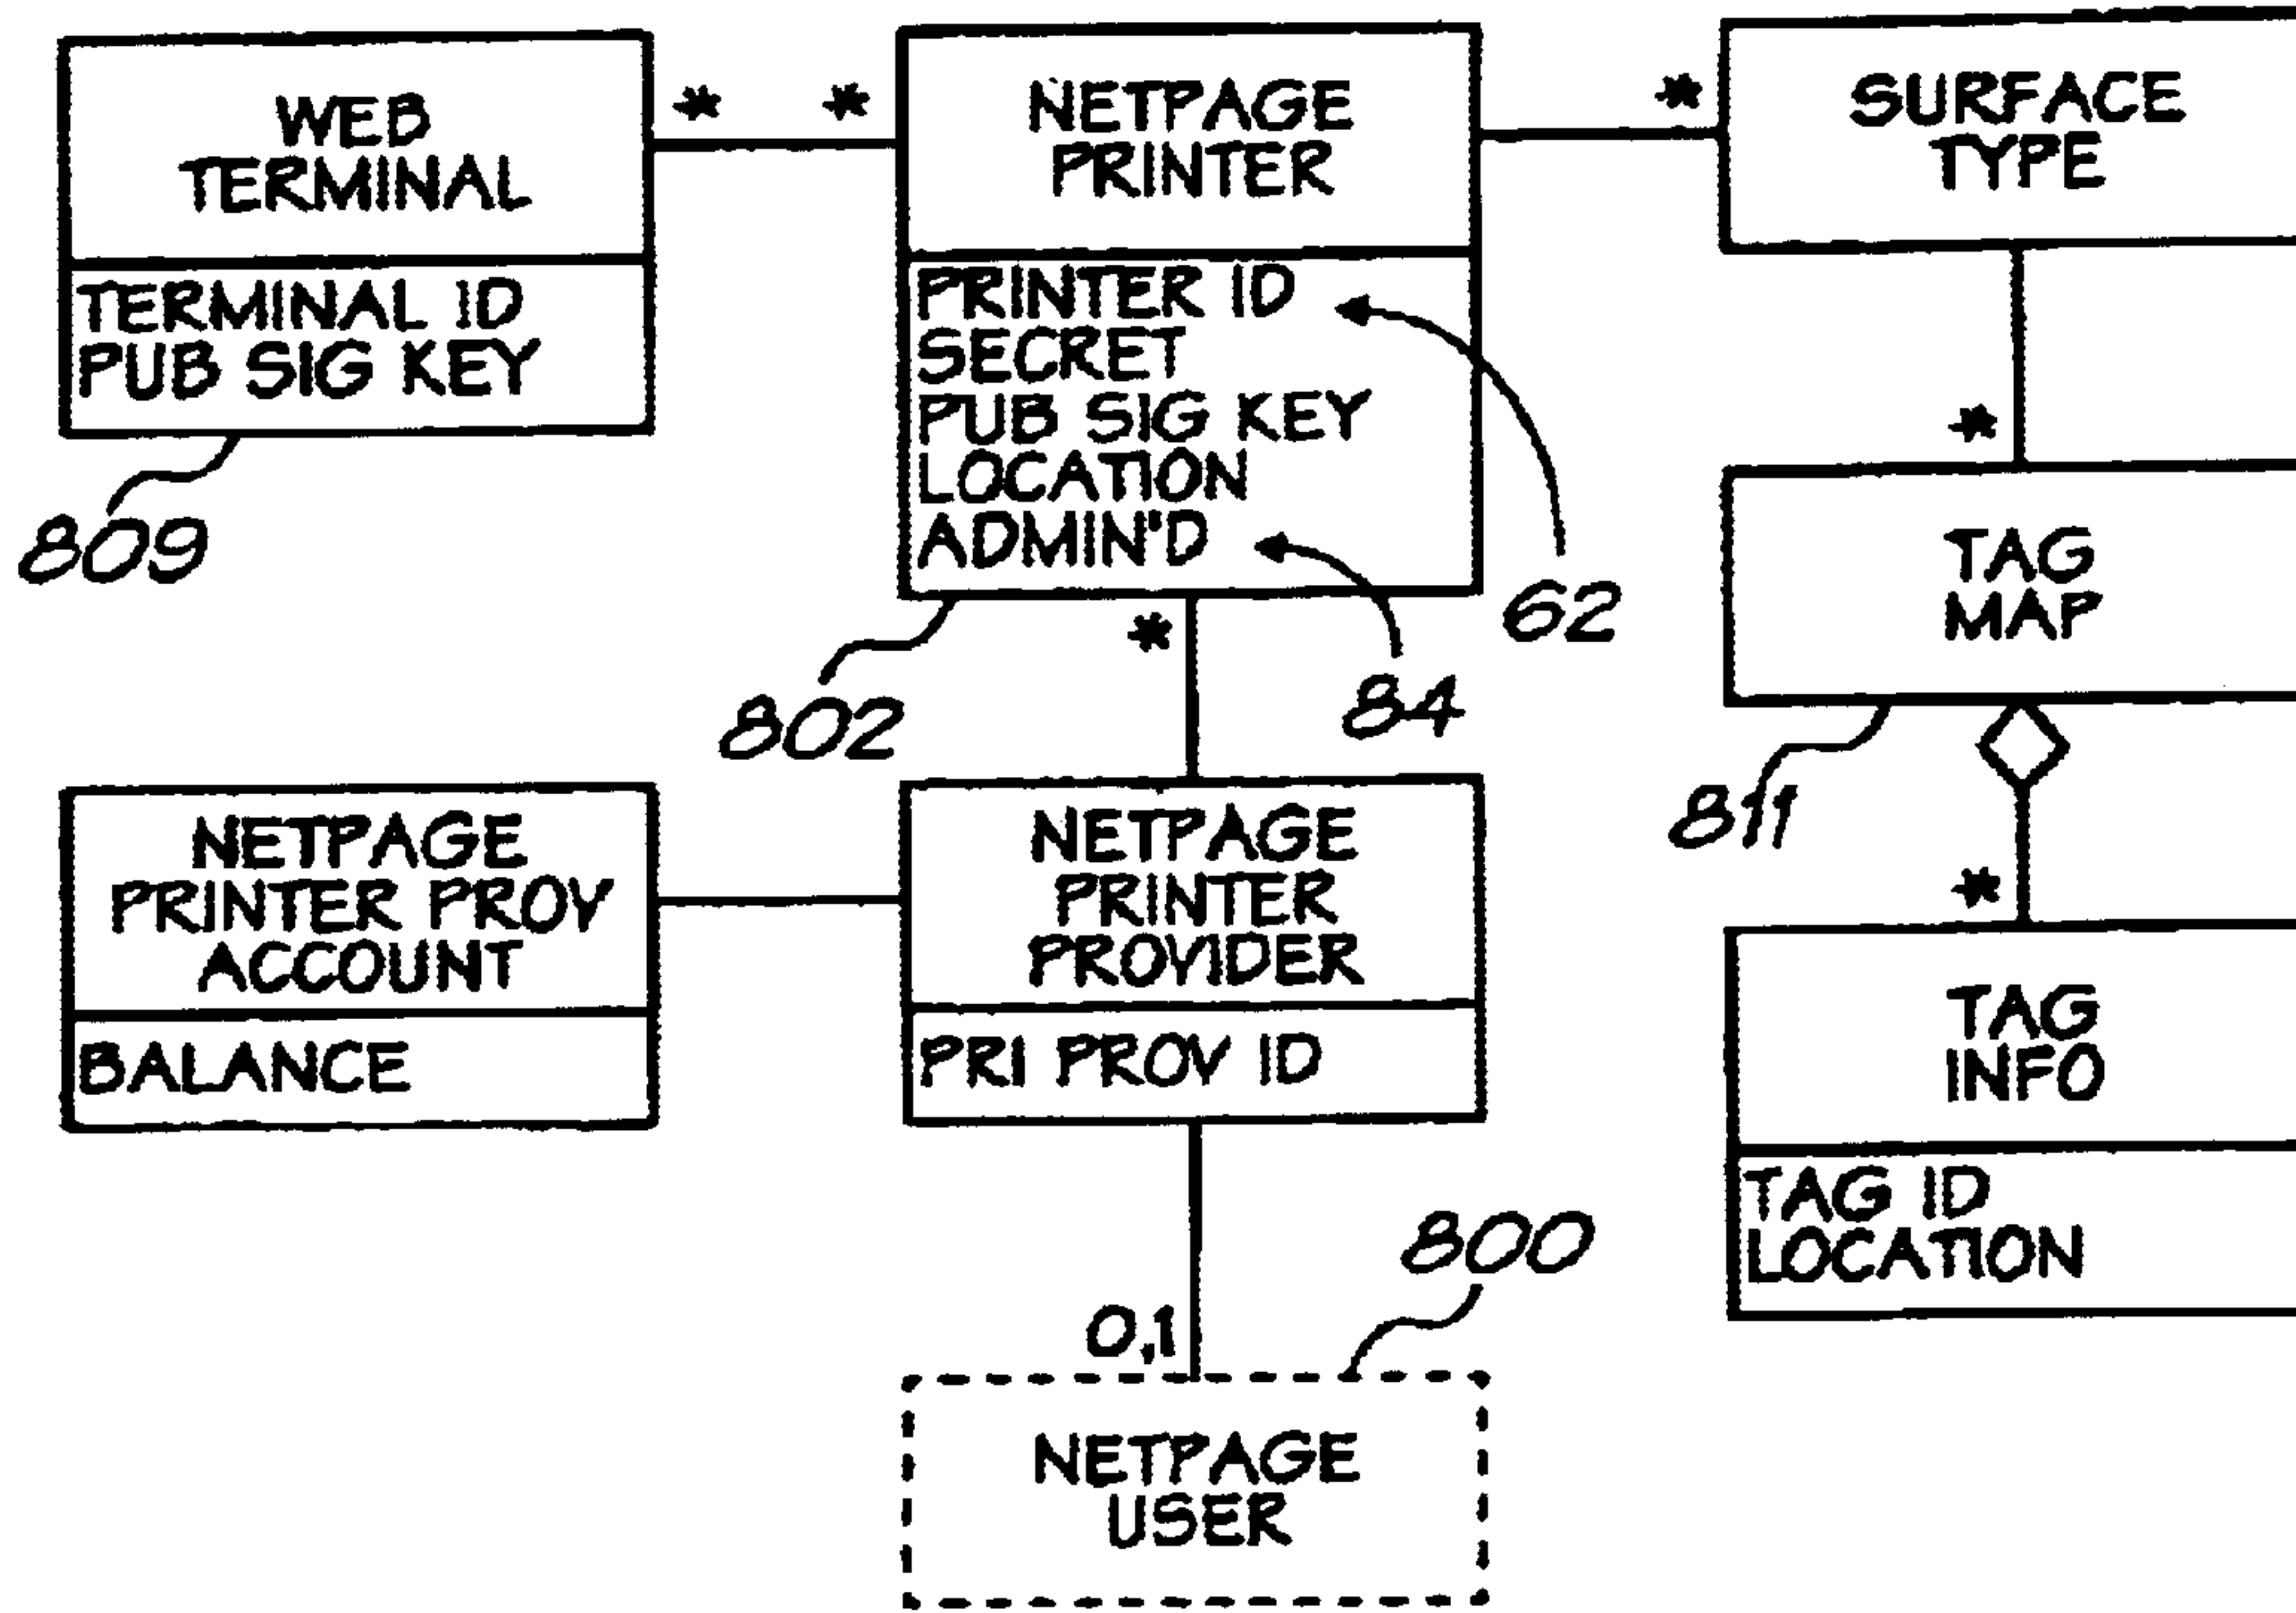 WEB
TERMINAL
TERMINAL ID
PUB SIG KEY
809
* *
NETPAGE
PRINTER
PRINTER ID
SECRET
PUB SIG KEY
LOCATION
ADMIN'D
62
84
802
*
*
SURFACE
TYPE
*
TAG
MAP
811
*
TAG
INFO
TAG ID
LOCATION
NETPAGE
PRINTER PROV
ACCOUNT
BALANCE
NETPAGE
PRINTER
PROVIDER
PRI PROV ID
800
0,1
NETPAGE
USER